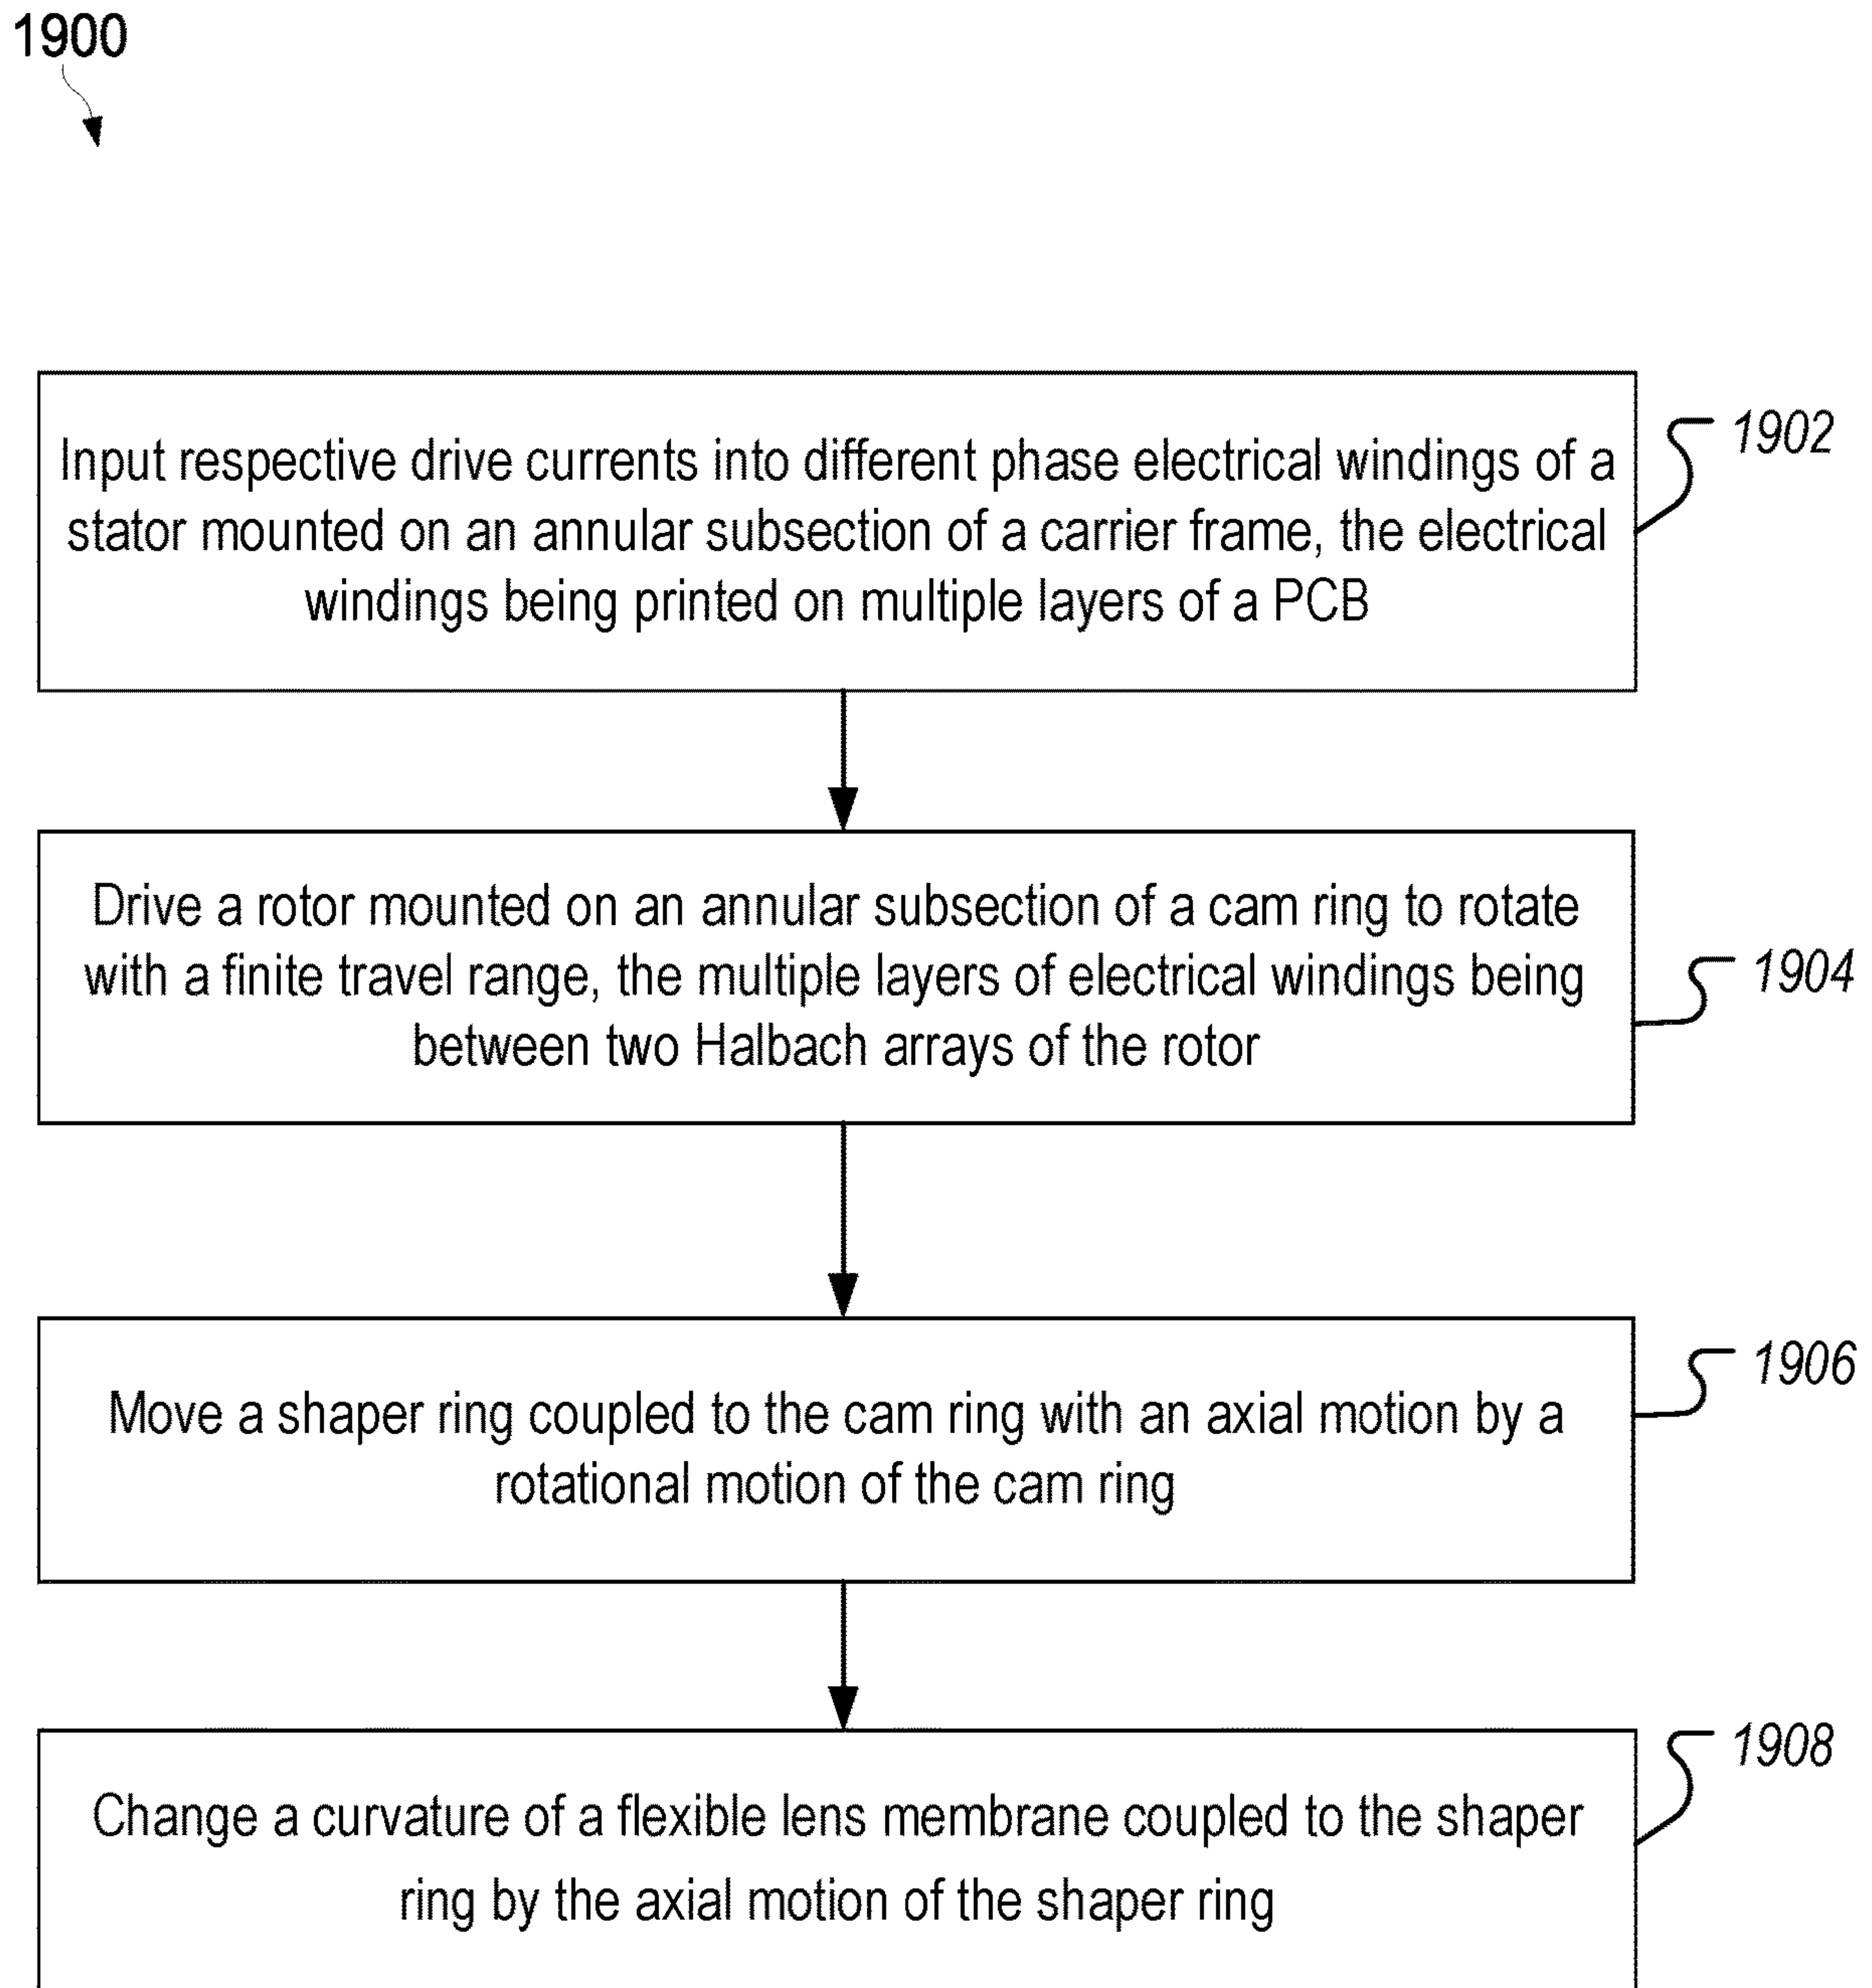 1900
Input respective drive currents into different phase electrical windings of a
stator mounted on an annular subsection of a carrier frame, the electrical
windings being printed on multiple layers of a PCB
1902
Drive a rotor mounted on an annular subsection of a cam ring to rotate
with a finite travel range, the multiple layers of electrical windings being
between two Halbach arrays of the rotor
1904
Move a shaper ring coupled to the cam ring with an axial motion by a
rotational motion of the cam ring
1906
Change a curvature of a flexible lens membrane coupled to the shaper
ring by the axial motion of the shaper ring
1908